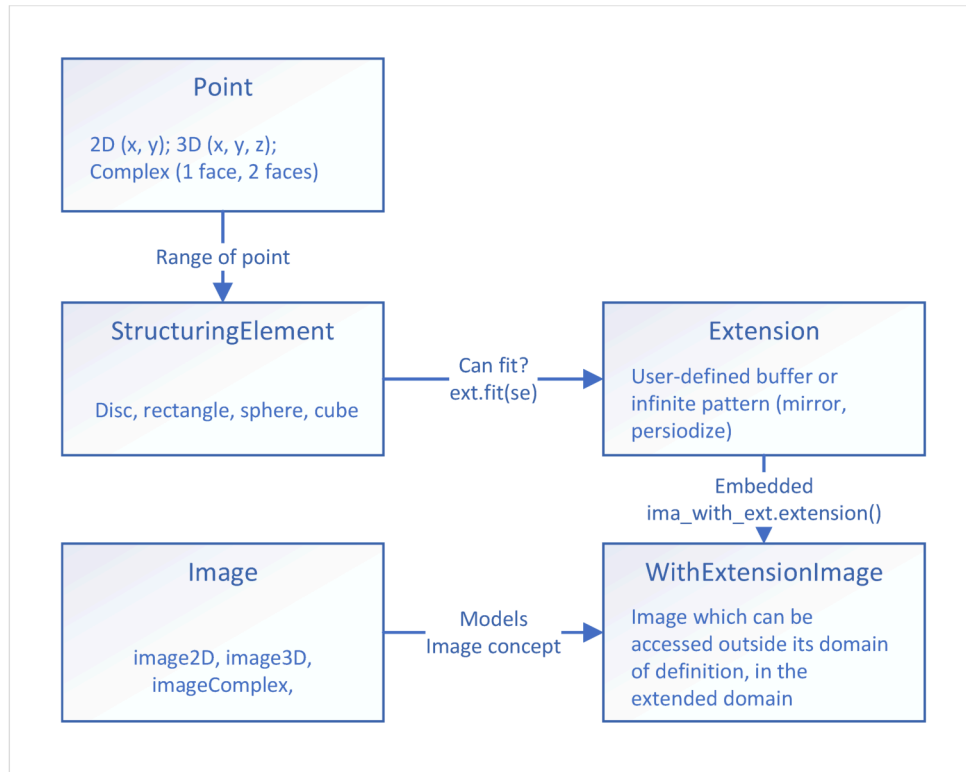 Point
2D (x, y); 3D (x, y, z);
Complex (1 face, 2 faces)
Range of point
StructuringElement
Disc, rectangle, sphere, cube
Can fit?
ext.fit(se)
Extension
User-defined buffer or
infinite pattern (mirror,
persiodize)
Embedded
ima_with_ext.extension()
Image
image2D, image3D,
imageComplex,
Models
Image concept
WithExtensionImage
Image which can be
accessed outside its domain
of definition, in the
extended domain